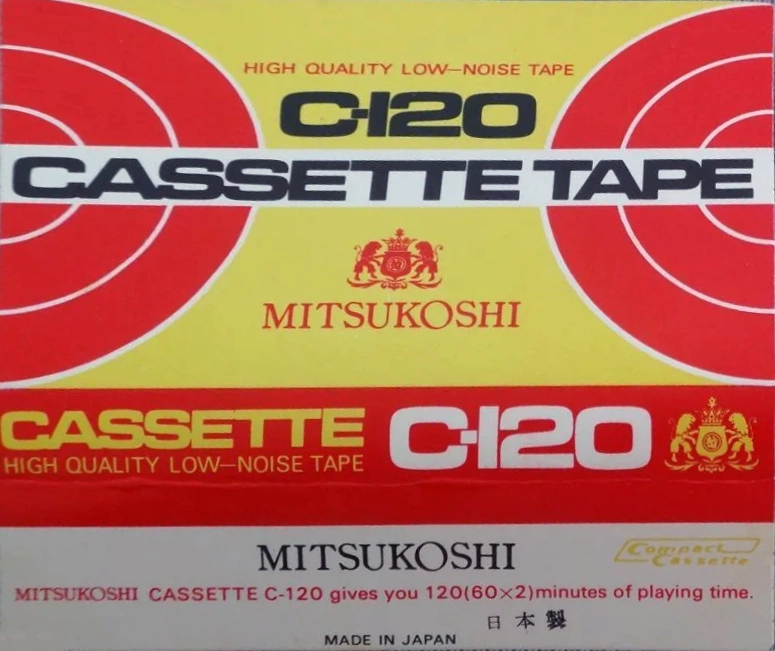 HIGH QUALITY LOW-NOISE TAPE
C-120
CASSETTE TAPE
MITSUKOSHI
CASSETTE C-120
HIGH QUALITY LOW-NOISE TAPE
MITSUKOSHI
Compact Cassette
MITSUKOSHI CASSETTE C-120 gives you 120(60×2)minutes of playing time.
日本製
MADE IN JAPAN